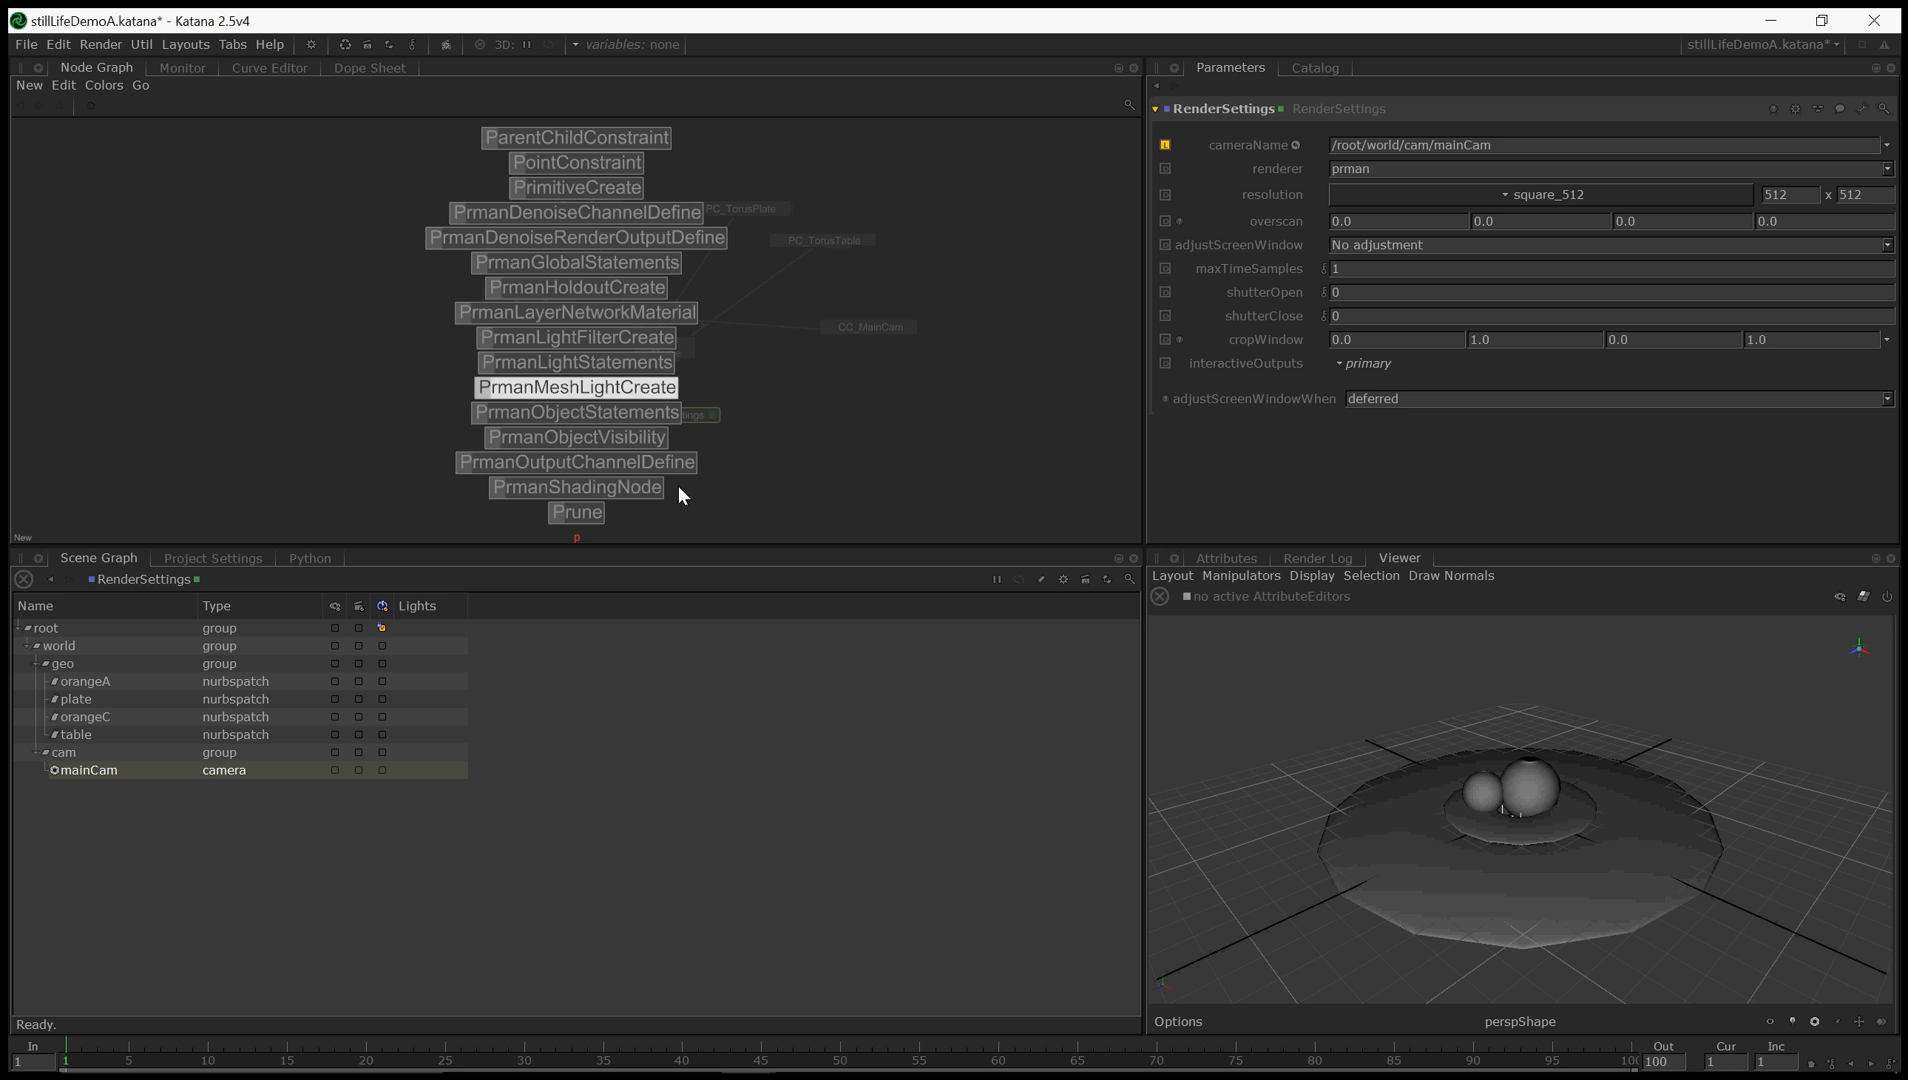 stillLifeDemoA.katana* - Katana 2.5v4
File Edit Render Util Layouts Tabs Help 3D: variables: none stillLifeDemoA.katana*
Node Graph Monitor Curve Editor Dope Sheet
New Edit Colors Go
ParentChildConstraint
PointConstraint
PrimitiveCreate
PrmanDenoiseChannelDefine PC_TorusPlate
PrmanDenoiseRenderOutputDefine PC_TorusTable
PrmanGlobalStatements
PrmanHoldoutCreate
PrmanLayerNetworkMaterial
PrmanLightFilterCreate CC_MainCam
PrmanLightStatements
PrmanMeshLightCreate
PrmanObjectStatements
PrmanObjectVisibility
PrmanOutputChannelDefine
PrmanShadingNode
Prune
p
New
Parameters Catalog
RenderSettings RenderSettings
cameraName /root/world/cam/mainCam
renderer prman
resolution square_512 512 x 512
overscan 0.0 0.0 0.0 0.0
adjustScreenWindow No adjustment
maxTimeSamples 1
shutterOpen 0
shutterClose 0
cropWindow 0.0 1.0 0.0 1.0
interactiveOutputs primary
adjustScreenWindowWhen deferred
Scene Graph Project Settings Python
RenderSettings
Name Type Lights
root group
world group
geo group
orangeA nurbspatch
plate nurbspatch
orangeC nurbspatch
table nurbspatch
cam group
mainCam camera
Ready.
Attributes Render Log Viewer
Layout Manipulators Display Selection Draw Normals
no active AttributeEditors
Options perspShape
In Out Cur Inc
1 1 5 10 15 20 25 30 35 40 45 50 55 60 65 70 75 80 85 90 95 100 1 1